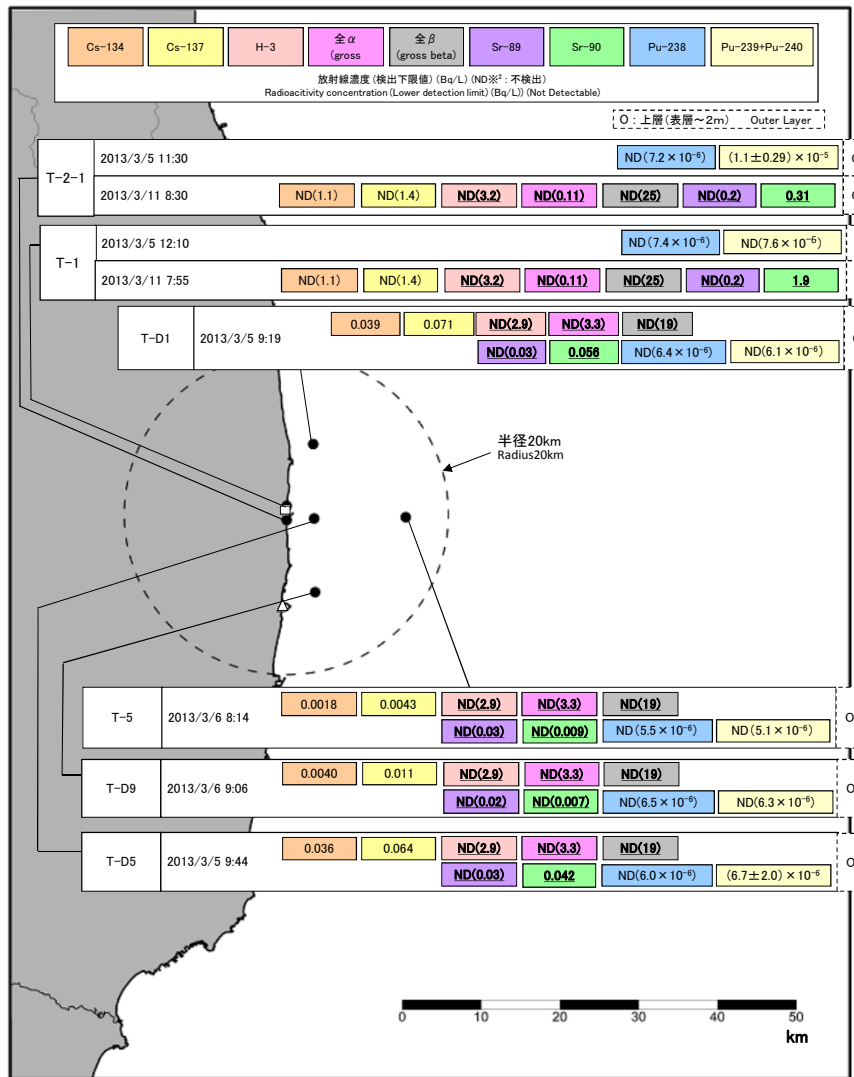 Cs-134 Cs-137 H-3 全α (gross 全β (gross beta) Sr-89 Sr-90 Pu-238 Pu-239+Pu-240
放射線濃度(検出下限値)(Bq/L)(ND※²:不検出)
Radioacitivity concentration (Lower detection limit) (Bq/L)) (Not Detectable)
O:上層(表層~2m) Outer Layer
T-2-1
2013/3/5 11:30 ND(7.2×10⁻⁶) (1.1±0.29)×10⁻⁵
2013/3/11 8:30 ND(1.1) ND(1.4) ND(3.2) ND(0.11) ND(25) ND(0.2) 0.31
T-1
2013/3/5 12:10 ND(7.4×10⁻⁶) ND(7.6×10⁻⁶)
2013/3/11 7:55 ND(1.1) ND(1.4) ND(3.2) ND(0.11) ND(25) ND(0.2) 1.9
T-D1 2013/3/5 9:19 0.039 0.071 ND(2.9) ND(3.3) ND(19)
ND(0.03) 0.056 ND(6.4×10⁻⁶) ND(6.1×10⁻⁶)
半径20km
Radius20km
T-5 2013/3/6 8:14 0.0018 0.0043 ND(2.9) ND(3.3) ND(19) O
ND(0.03) ND(0.009) ND(5.5×10⁻⁶) ND(5.1×10⁻⁶)
T-D9 2013/3/6 9:06 0.0040 0.011 ND(2.9) ND(3.3) ND(19) O
ND(0.02) ND(0.007) ND(6.5×10⁻⁶) ND(6.3×10⁻⁶)
T-D5 2013/3/5 9:44 0.036 0.064 ND(2.9) ND(3.3) ND(19) O
ND(0.03) 0.042 ND(6.0×10⁻⁶) (6.7±2.0)×10⁻⁶
0 10 20 30 40 50
km